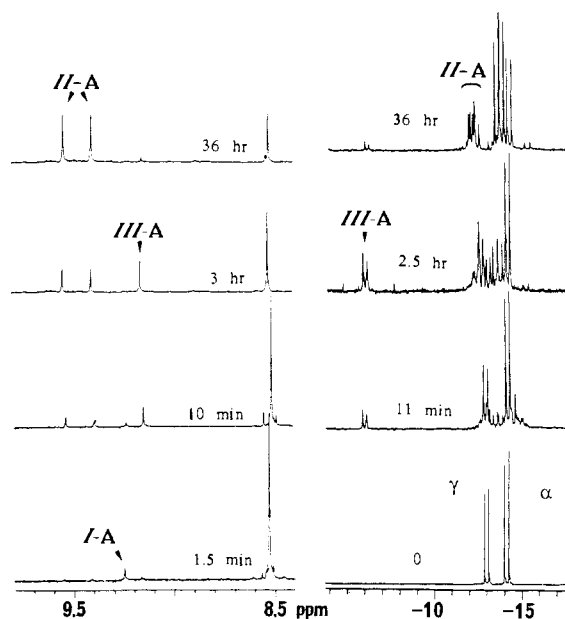 II-A
36 hr
II-A
36 hr
III-A
3 hr
III-A
2.5 hr
10 min
11 min
I-A
1.5 min
γ
α
0
9.5
8.5
ppm
-10
-15